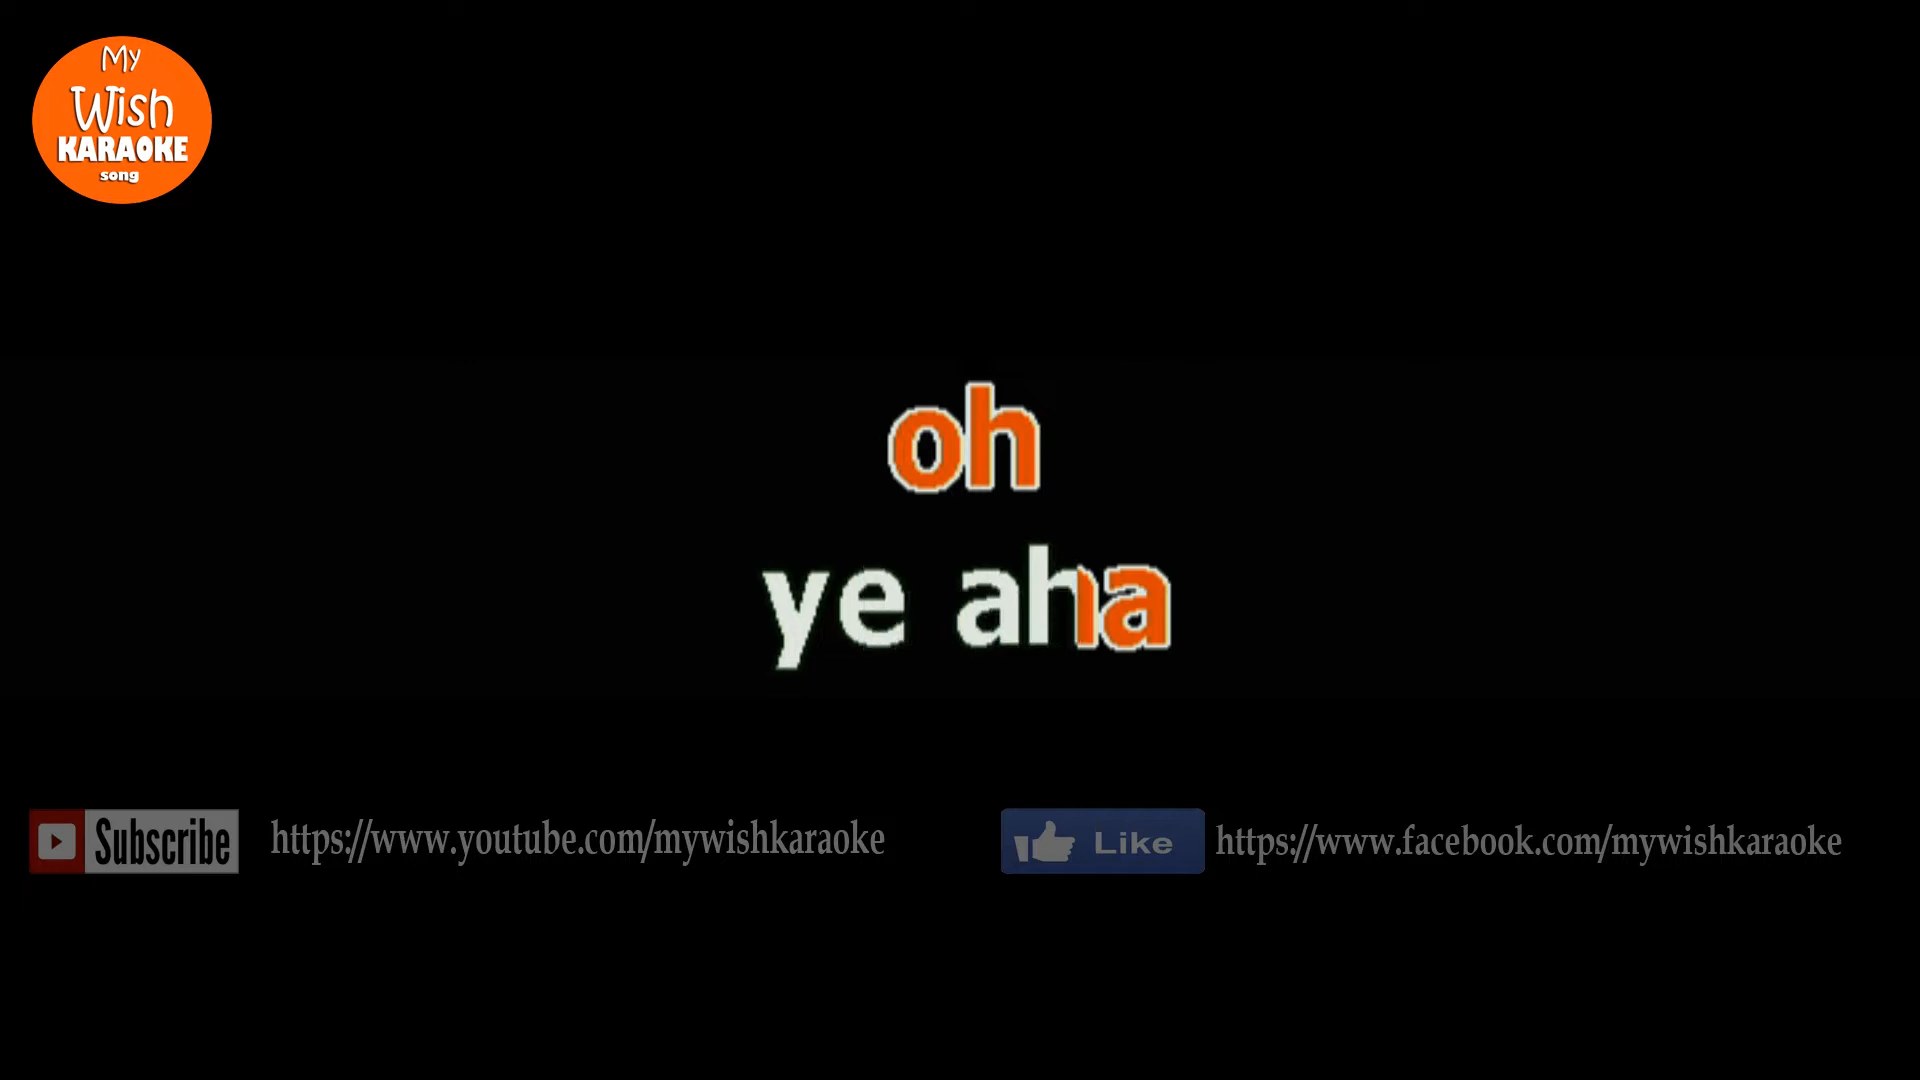 My
Wish
KARAOKE
song
oh
ye aha
Subscribe https://www.youtube.com/mywishkaraoke
Like https://www.facebook.com/mywishkaraoke